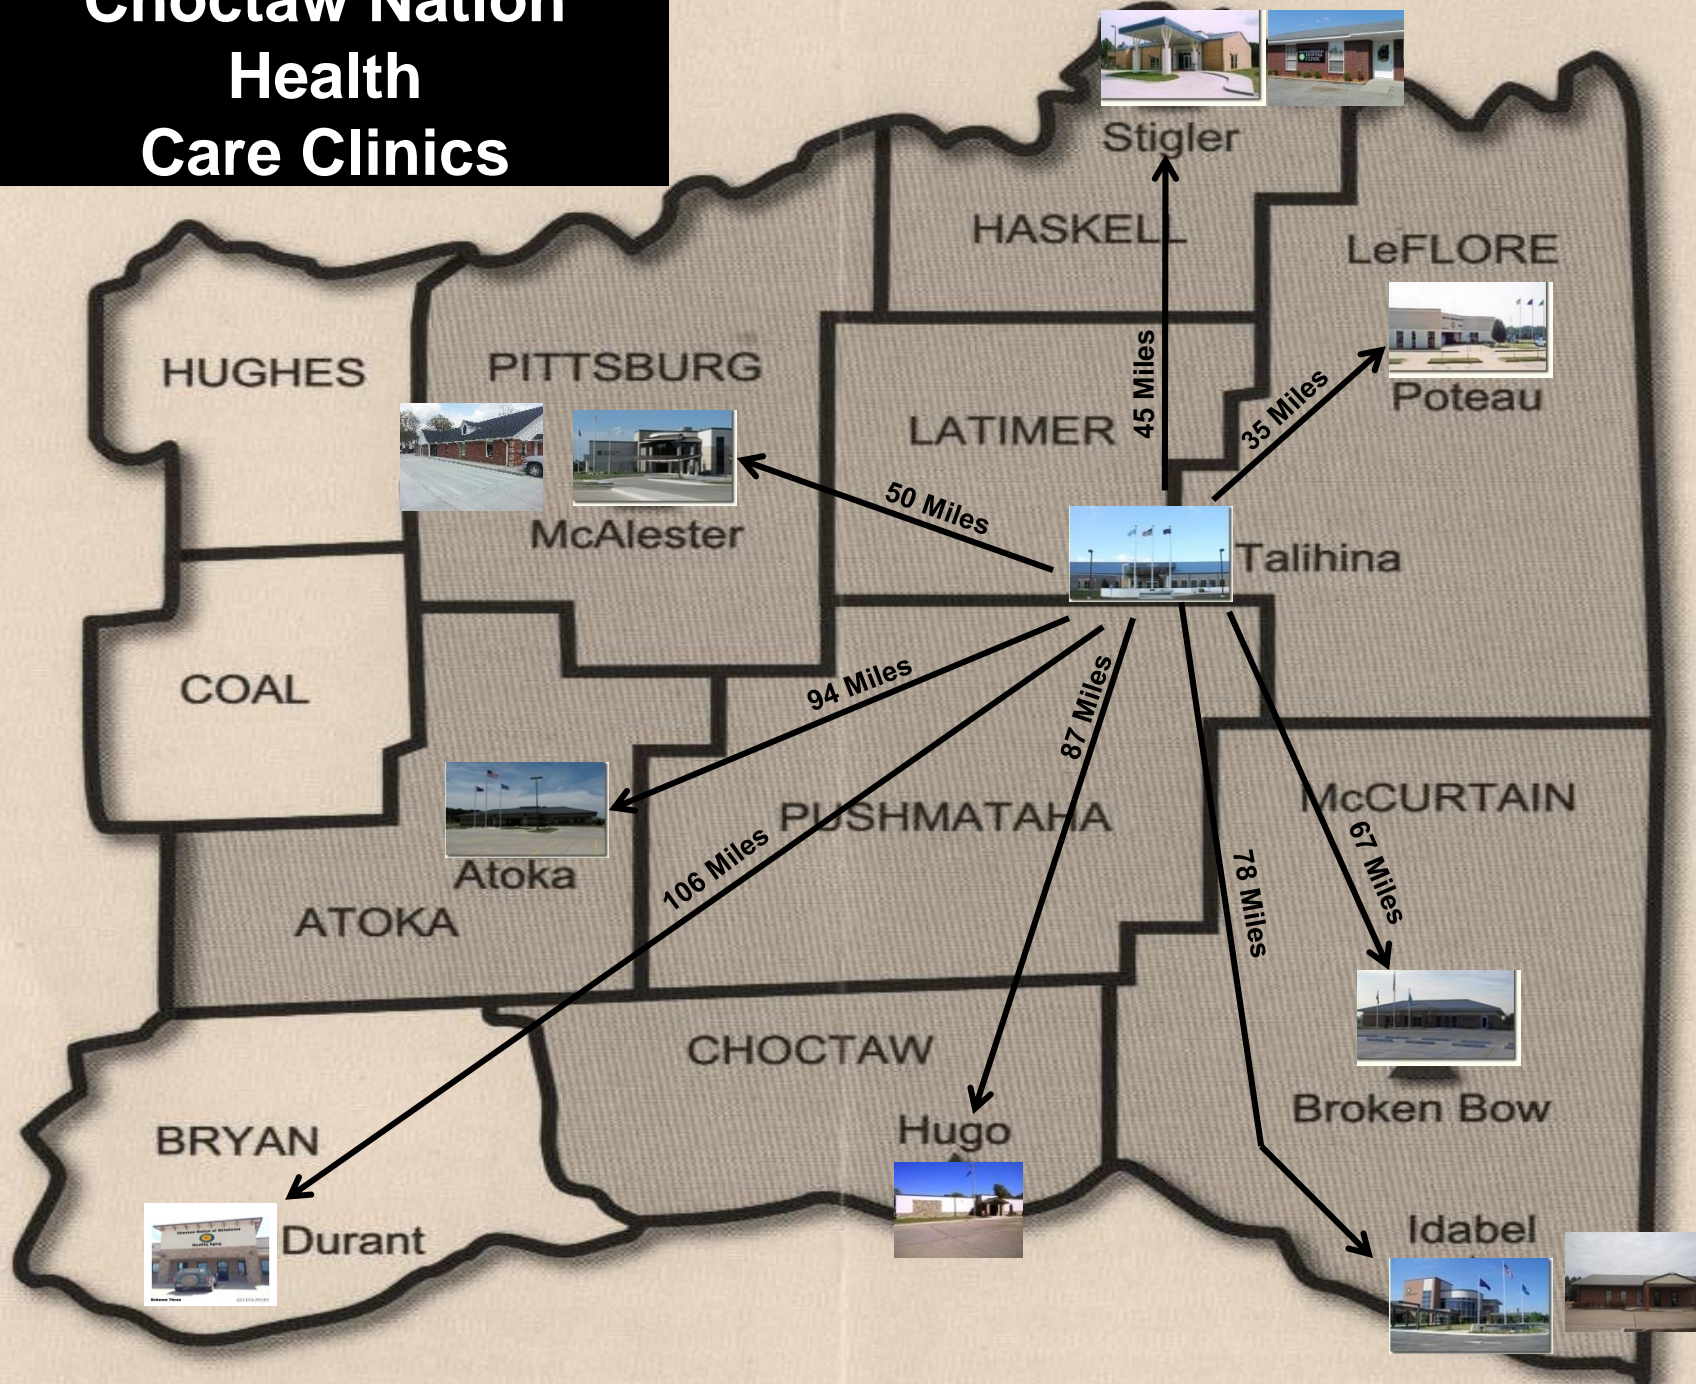 Choctaw Nation
Health
Care Clinics
Stigler
HASKELL
LeFLORE
45 Miles
35 Miles
Poteau
HUGHES
PITTSBURG
LATIMER
50 Miles
McAlester
Talihina
COAL
94 Miles
87 Miles
106 Miles
PUSHMATAHA
McCURTAIN
67 Miles
78 Miles
Atoka
ATOKA
CHOCTAW
Broken Bow
Hugo
BRYAN
Durant
Idabel